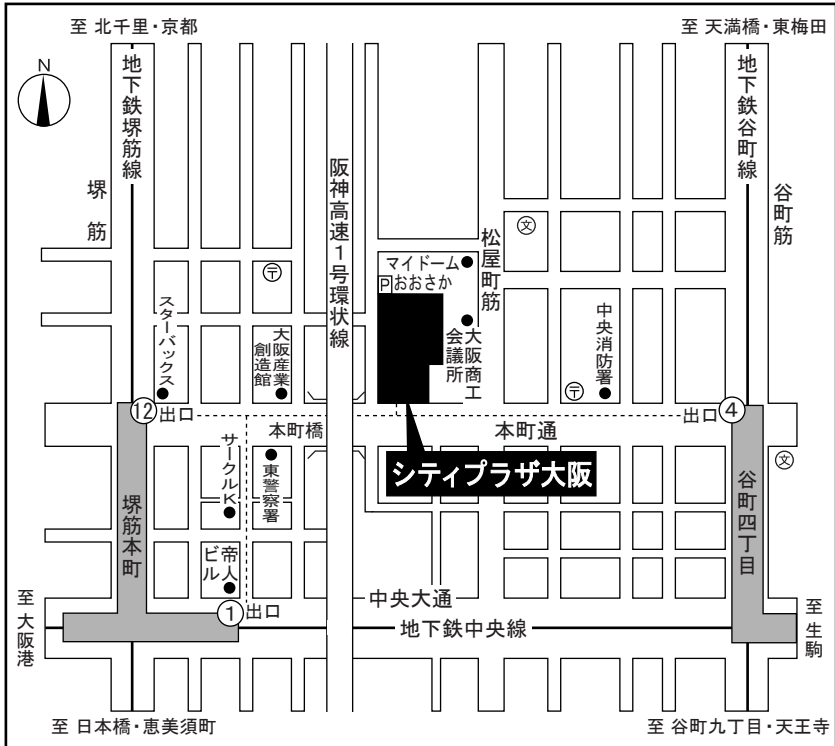 至 北千里・京都
至 天満橋・東梅田
N
地下鉄堺筋線
堺筋
阪神高速1号環状線
松屋町筋
地下鉄谷町線
谷町筋
文
〒
マイドーム
おおさか
P
スターバックス
大阪産業
創造館
大阪商工
会議所
中央消防署
〒
12 出口
出口 4
本町橋
本町通
シティプラザ大阪
サークルK
東警察署
文
堺筋本町
谷町四丁目
帝人
ビル
1 出口
中央大通
地下鉄中央線
至 大阪港
至 生駒
至 日本橋・恵美須町
至 谷町九丁目・天王寺